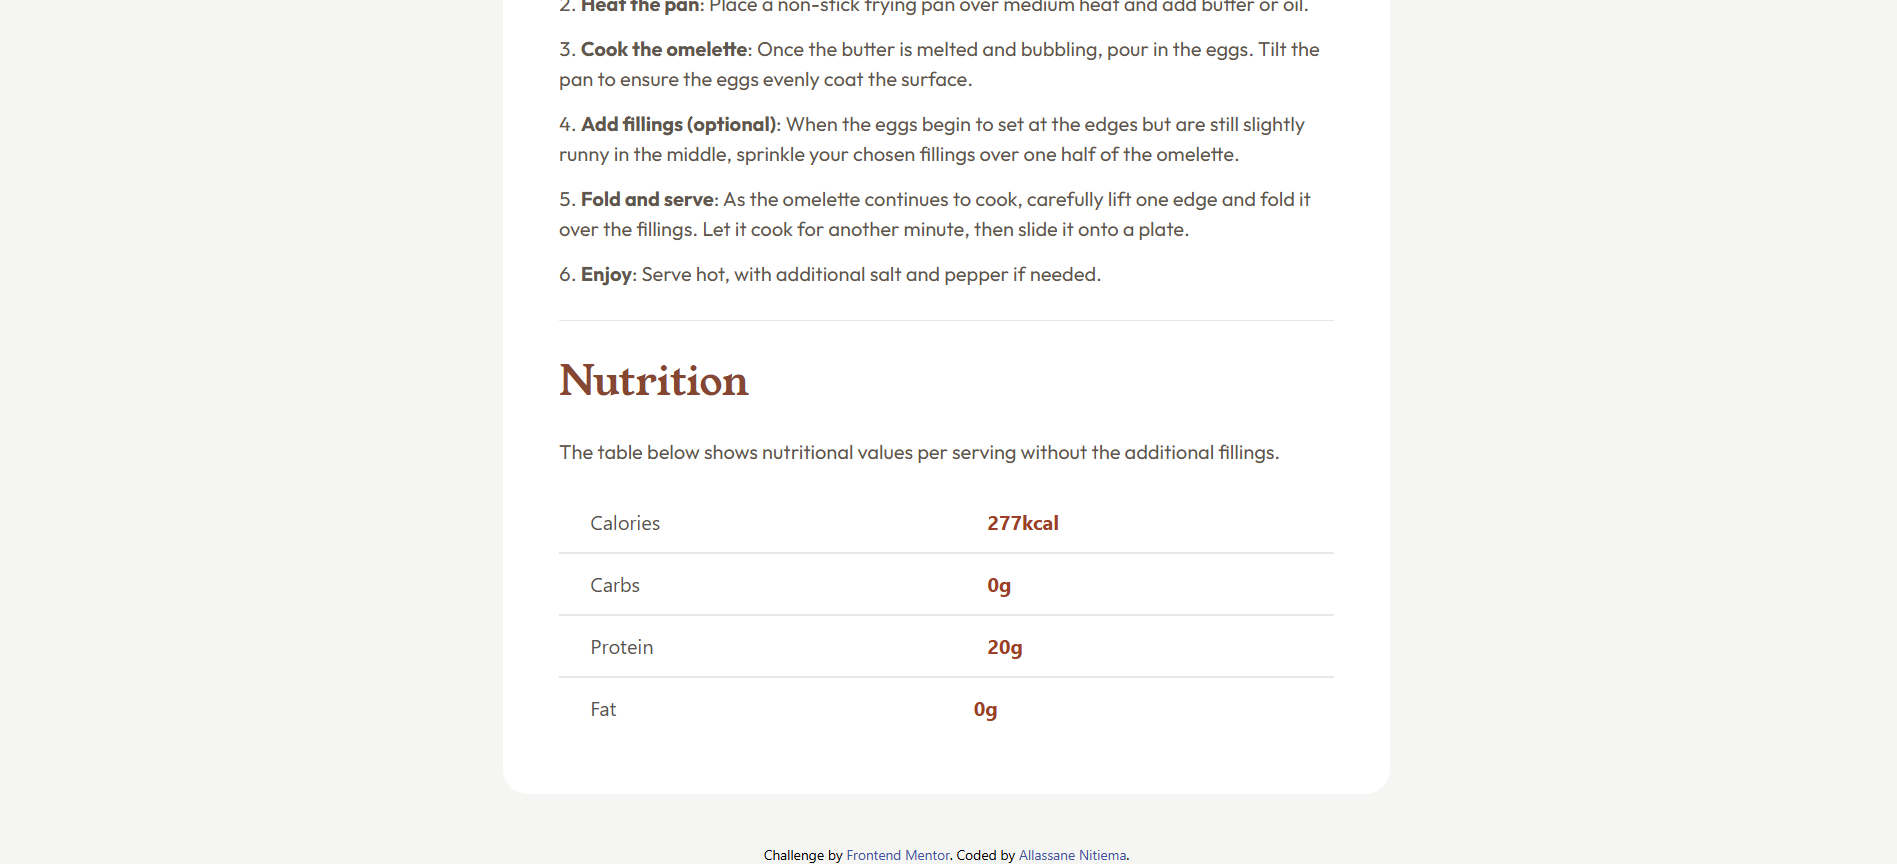 2. Heat the pan: Place a non-stick frying pan over medium heat and add butter or oil.
3. Cook the omelette: Once the butter is melted and bubbling, pour in the eggs. Tilt the
pan to ensure the eggs evenly coat the surface.
4. Add fillings (optional): When the eggs begin to set at the edges but are still slightly
runny in the middle, sprinkle your chosen fillings over one half of the omelette.
5. Fold and serve: As the omelette continues to cook, carefully lift one edge and fold it
over the fillings. Let it cook for another minute, then slide it onto a plate.
6. Enjoy: Serve hot, with additional salt and pepper if needed.
Nutrition
The table below shows nutritional values per serving without the additional fillings.
Calories 277kcal
Carbs 0g
Protein 20g
Fat 0g
Challenge by Frontend Mentor. Coded by Allassane Nitiema.